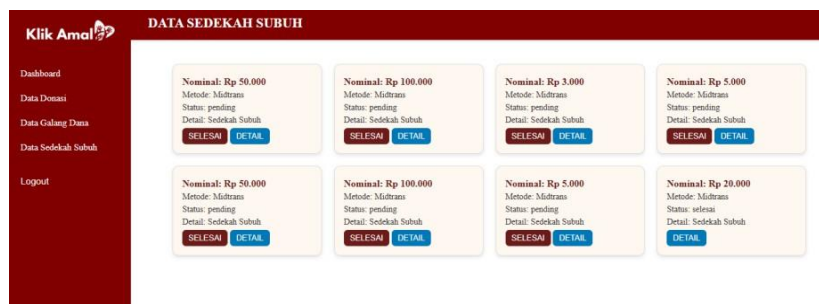 Klik Amal
DATA SEDEKAH SUBUH
Dashboard
Data Donasi
Data Galang Dana
Data Sedekah Subuh
Logout
Nominal: Rp 50.000
Metode: Midtrans
Status: pending
Detail: Sedekah Subuh
SELESAI DETAIL
Nominal: Rp 100.000
Metode: Midtrans
Status: pending
Detail: Sedekah Subuh
SELESAI DETAIL
Nominal: Rp 3.000
Metode: Midtrans
Status: pending
Detail: Sedekah Subuh
SELESAI DETAIL
Nominal: Rp 5.000
Metode: Midtrans
Status: pending
Detail: Sedekah Subuh
SELESAI DETAIL
Nominal: Rp 50.000
Metode: Midtrans
Status: pending
Detail: Sedekah Subuh
SELESAI DETAIL
Nominal: Rp 100.000
Metode: Midtrans
Status: pending
Detail: Sedekah Subuh
SELESAI DETAIL
Nominal: Rp 5.000
Metode: Midtrans
Status: pending
Detail: Sedekah Subuh
SELESAI DETAIL
Nominal: Rp 20.000
Metode: Midtrans
Status: selesai
Detail: Sedekah Subuh
DETAIL